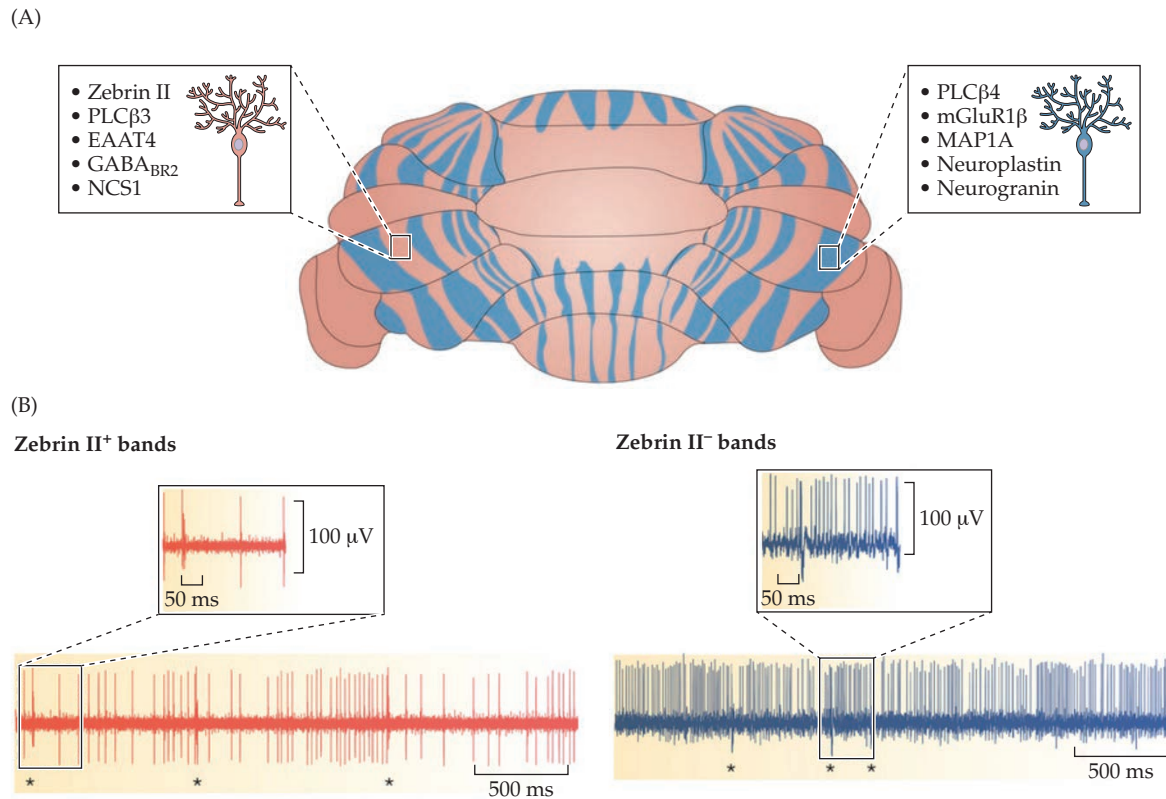 (A)
• Zebrin II
• PLCβ3
• EAAT4
• GABA_BR2
• NCS1
• PLCβ4
• mGluR1β
• MAP1A
• Neuroplastin
• Neurogranin
(B)
Zebrin II⁺ bands
100 μV
50 ms
* * *
500 ms
Zebrin II⁻ bands
100 μV
50 ms
* * *
500 ms